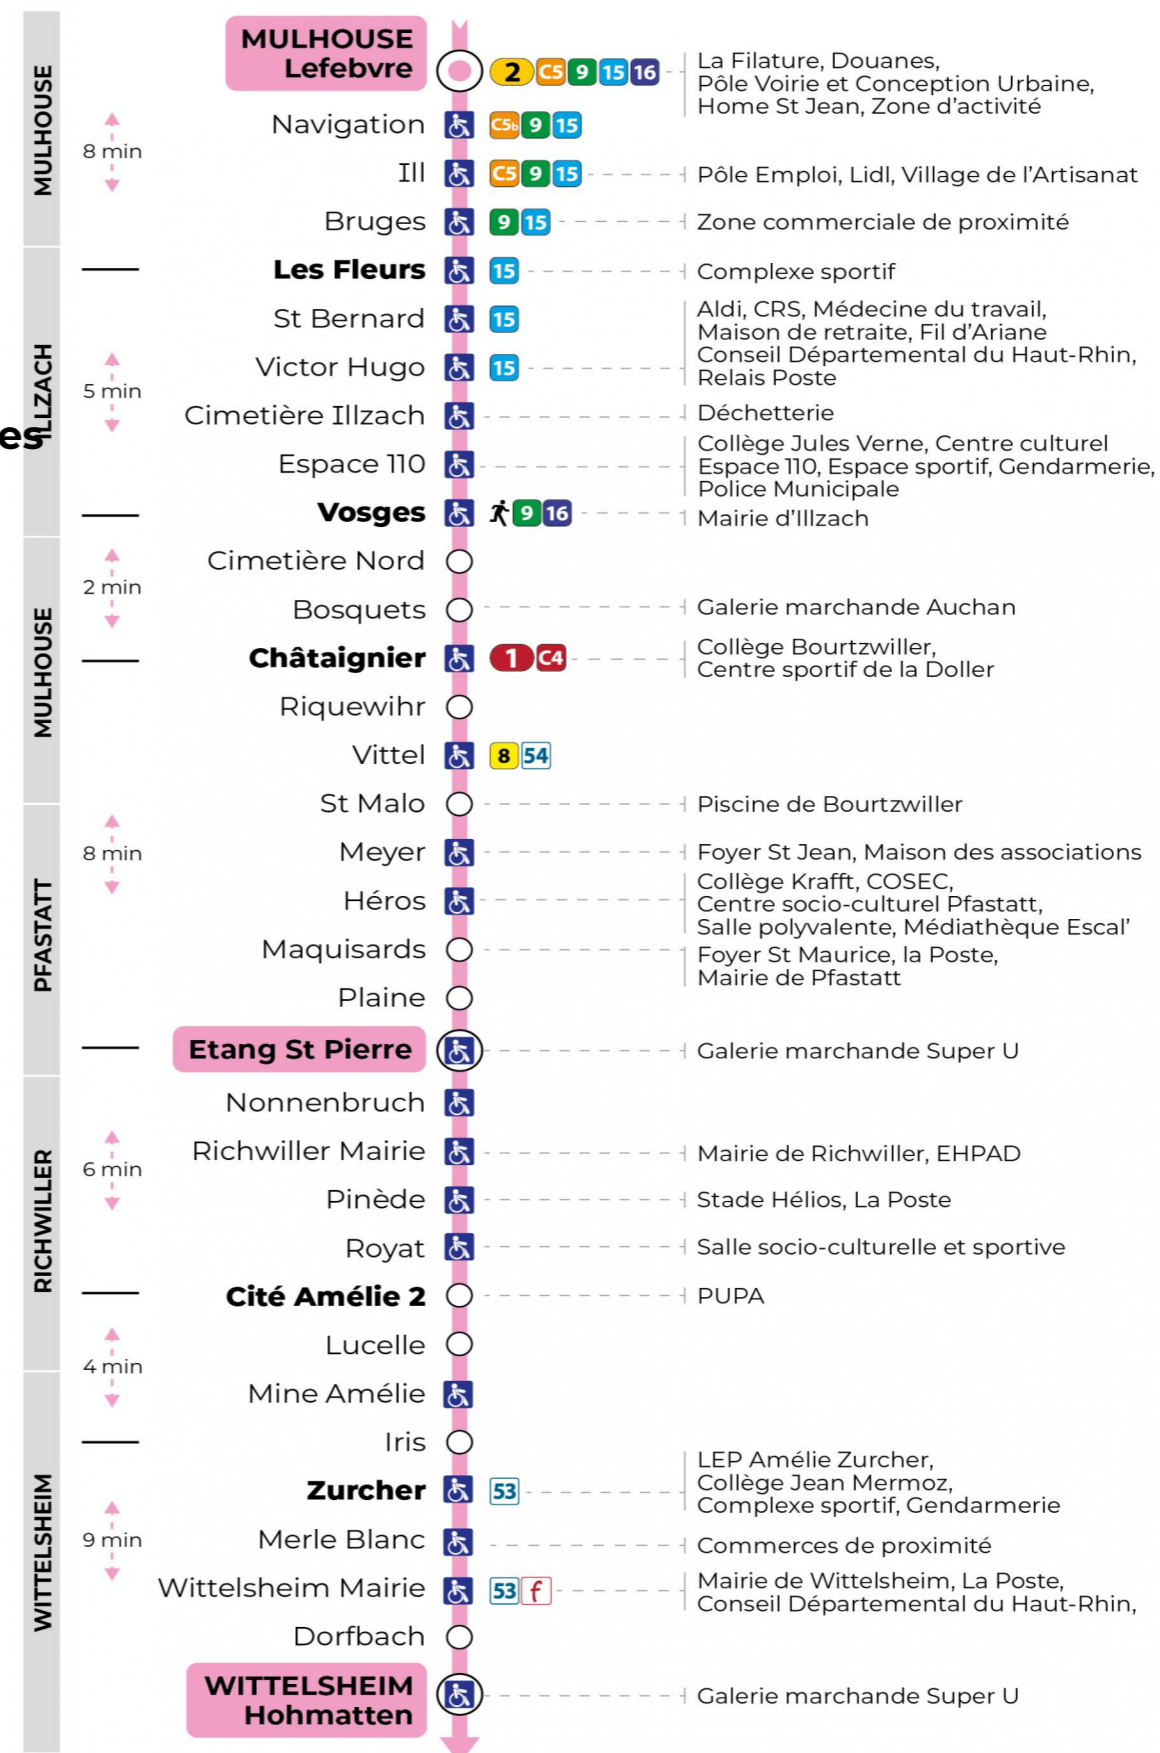 MULHOUSE
Lefebvre
2 C5 9 15 16
La Filature, Douanes,
Pôle Voirie et Conception Urbaine,
Home St Jean, Zone d'activité
MULHOUSE
8 min
Navigation
C5b 9 15
Ill
C5 9 15
Pôle Emploi, Lidl, Village de l'Artisanat
Bruges
9 15
Zone commerciale de proximité
Les Fleurs
15
Complexe sportif
St Bernard
15
Aldi, CRS, Médecine du travail,
Maison de retraite, Fil d'Ariane
ILLZACH
5 min
Victor Hugo
15
Conseil Départemental du Haut-Rhin,
Relais Poste
Cimetière Illzach
Déchetterie
es
Espace 110
Collège Jules Verne, Centre culturel
Espace 110, Espace sportif, Gendarmerie,
Police Municipale
Vosges
9 16
Mairie d'Illzach
Cimetière Nord
2 min
Bosquets
Galerie marchande Auchan
MULHOUSE
Châtaignier
1 C4
Collège Bourtzwiller,
Centre sportif de la Doller
Riquewihr
Vittel
8 54
St Malo
Piscine de Bourtzwiller
8 min
Meyer
Foyer St Jean, Maison des associations
Héros
Collège Krafft, COSEC,
Centre socio-culturel Pfastatt,
Salle polyvalente, Médiathèque Escal'
PFASTATT
Maquisards
Foyer St Maurice, la Poste,
Mairie de Pfastatt
Plaine
Etang St Pierre
Galerie marchande Super U
Nonnenbruch
RICHWILLER
6 min
Richwiller Mairie
Mairie de Richwiller, EHPAD
Pinède
Stade Hélios, La Poste
Royat
Salle socio-culturelle et sportive
Cité Amélie 2
PUPA
Lucelle
4 min
Mine Amélie
Iris
Zurcher
53
LEP Amélie Zurcher,
Collège Jean Mermoz,
Complexe sportif, Gendarmerie
WITTELSHEIM
9 min
Merle Blanc
Commerces de proximité
Wittelsheim Mairie
53 f
Mairie de Wittelsheim, La Poste,
Conseil Départemental du Haut-Rhin,
Dorfbach
WITTELSHEIM
Hohmatten
Galerie marchande Super U